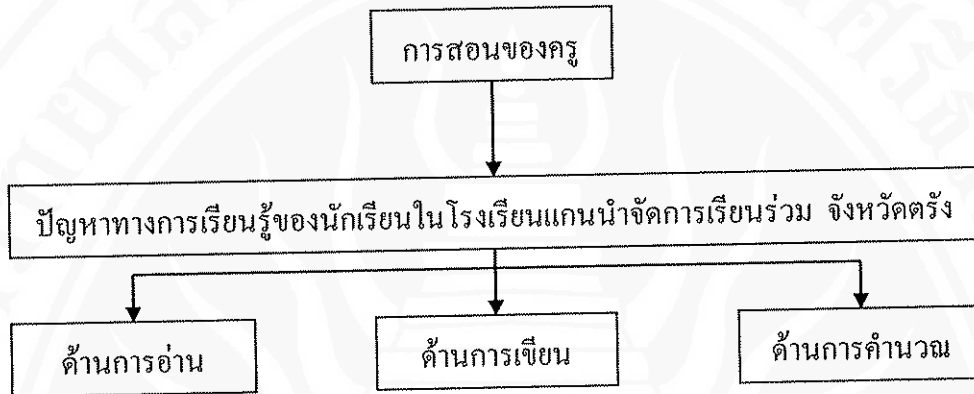 การสอนของครู
ปัญหาทางการเรียนรู้ของนักเรียนในโรงเรียนแกนนำจัดการเรียนร่วม จังหวัดตรัง
ด้านการอ่าน
ด้านการเขียน
ด้านการคำนวณ